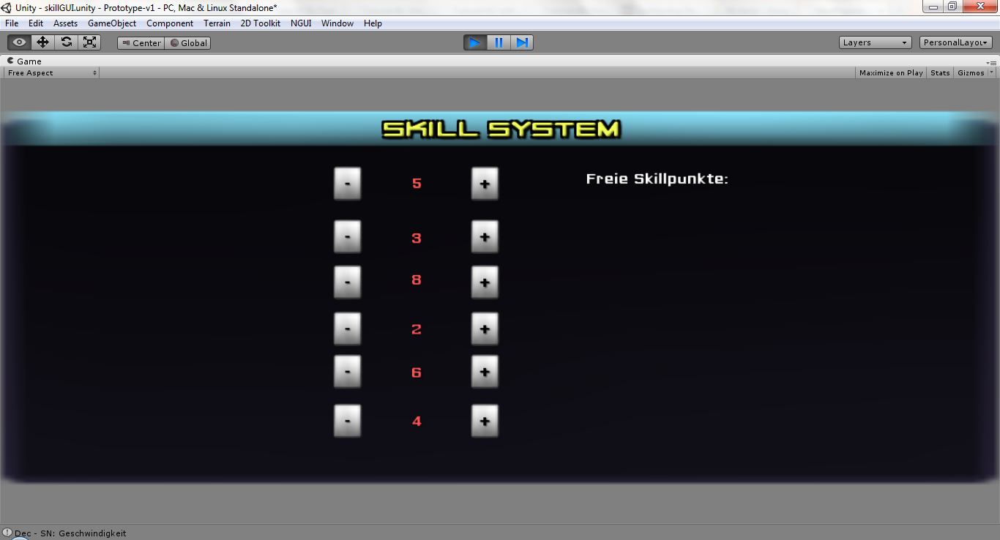 Unity - skillGUI.unity - Prototype-v1 - PC, Mac & Linux Standalone*
File Edit Assets GameObject Component Terrain 2D Toolkit NGUI Window Help
Center Global Layers PersonalLayou
Game
Free Aspect Maximize on Play Stats Gizmos
SKILL SYSTEM
- 5 + Freie Skillpunkte:
- 3 +
- 8 +
- 2 +
- 6 +
- 4 +
Dec - SN: Geschwindigkeit